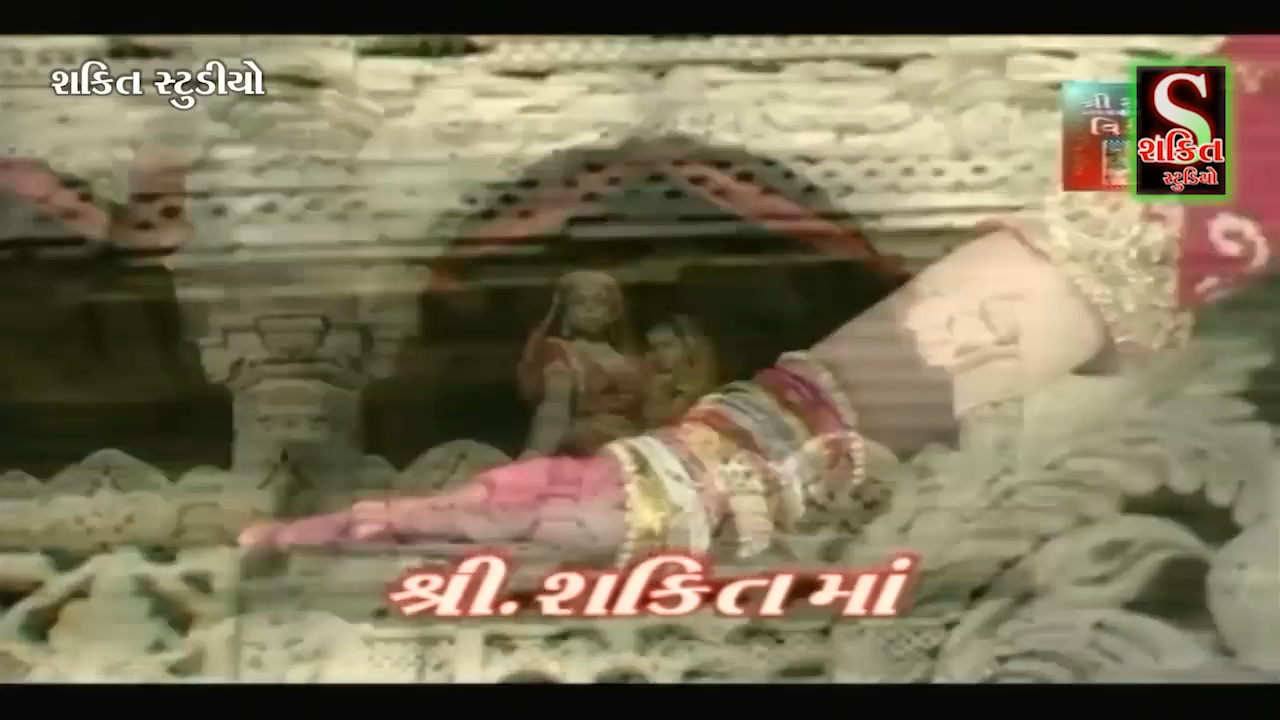 શકિત સ્ટુડીયો
S
શકિત
સ્ટુડિયો
શ્રી. શકિત માં